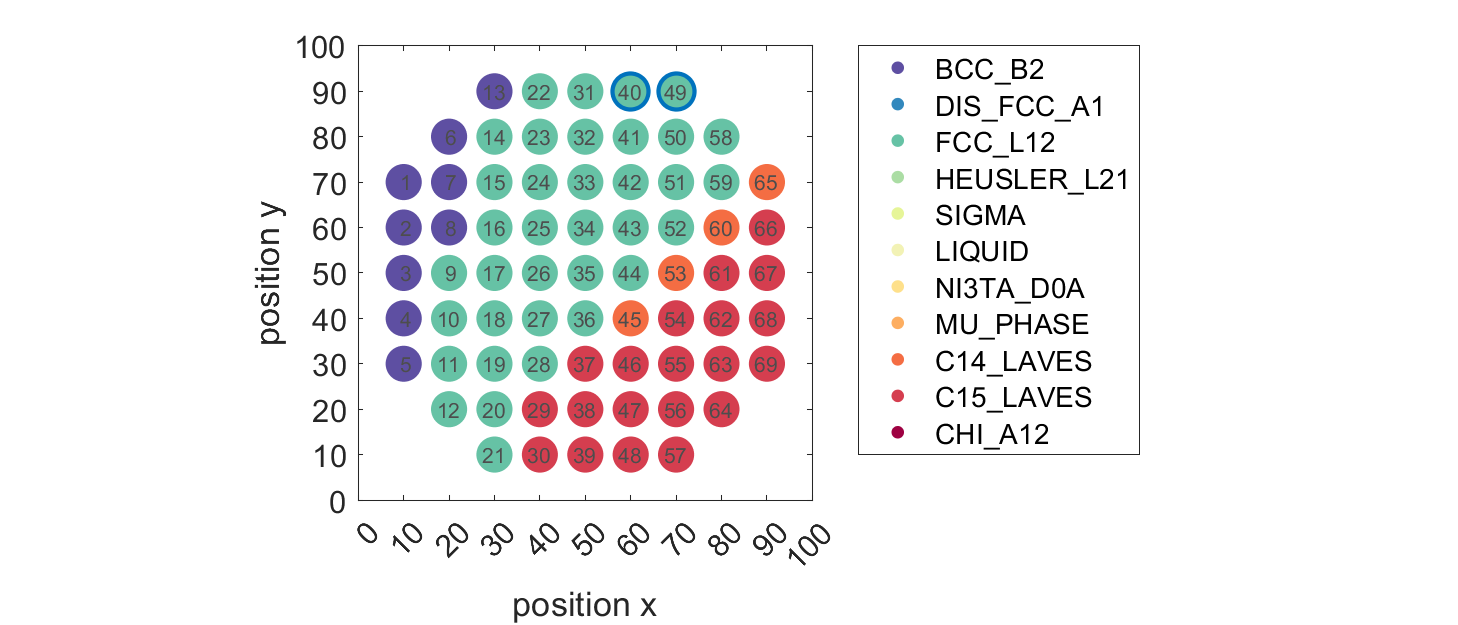 100
90 13 22 31 40 49
80 6 14 23 32 41 50 58
70 1 7 15 24 33 42 51 59 65
60 2 8 16 25 34 43 52 60 66
50 3 9 17 26 35 44 53 61 67
40 4 10 18 27 36 45 54 62 68
30 5 11 19 28 37 46 55 63 69
20 12 20 29 38 47 56 64
10 21 30 39 48 57
0
0 10 20 30 40 50 60 70 80 90 100
position x
position y
BCC_B2
DIS_FCC_A1
FCC_L12
HEUSLER_L21
SIGMA
LIQUID
NI3TA_D0A
MU_PHASE
C14_LAVES
C15_LAVES
CHI_A12